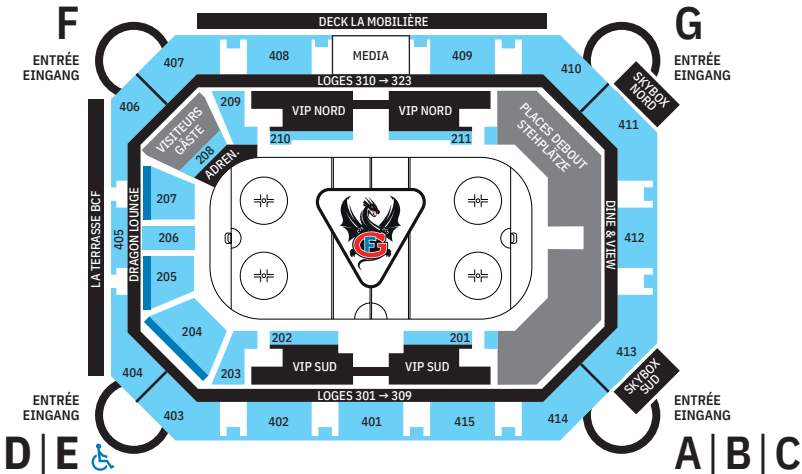 DECK LA MOBILIÈRE
F
G
ENTRÉE
EINGANG
ENTRÉE
EINGANG
407
408
MEDIA
409
410
LOGES 310 → 323
SKYBOX
NORD
406
209
VIP NORD
VIP NORD
411
VISITEURS
GÄSTE
PLACES DEBOUT
STEHPLÄTZE
210
211
208
ADREN.
207
LA TERRASSE BCF
405
DRAGON LOUNGE
206
FG
DINE & VIEW
412
205
204
202
201
203
VIP SUD
VIP SUD
413
404
SKYBOX
SUD
LOGES 301 → 309
403
402
401
415
414
ENTRÉE
EINGANG
ENTRÉE
EINGANG
D|E
A|B|C